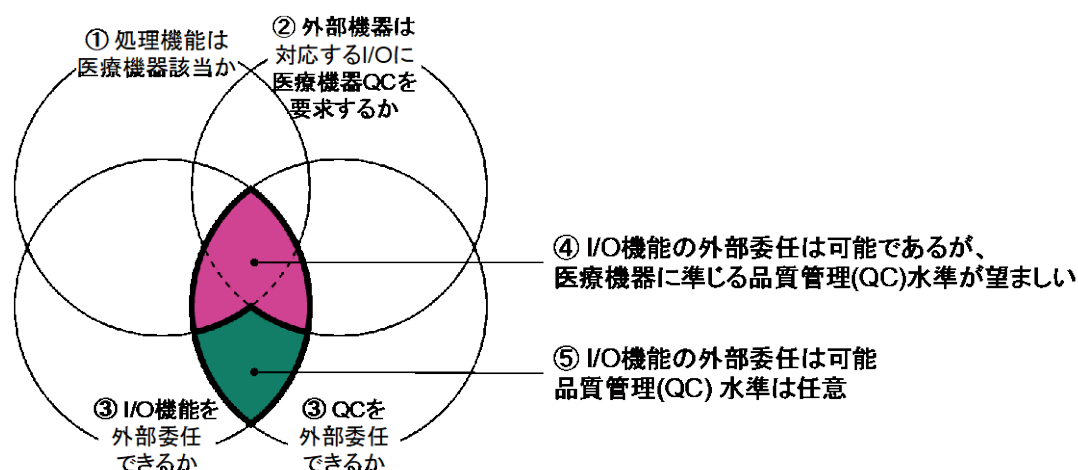 ① 処理機能は
医療機器該当か
② 外部機器は
対応するI/Oに
医療機器QCを
要求するか
④ I/O機能の外部委任は可能であるが、
医療機器に準じる品質管理(QC)水準が望ましい
⑤ I/O機能の外部委任は可能
品質管理(QC) 水準は任意
③ I/O機能を
外部委任
できるか
③ QCを
外部委任
できるか